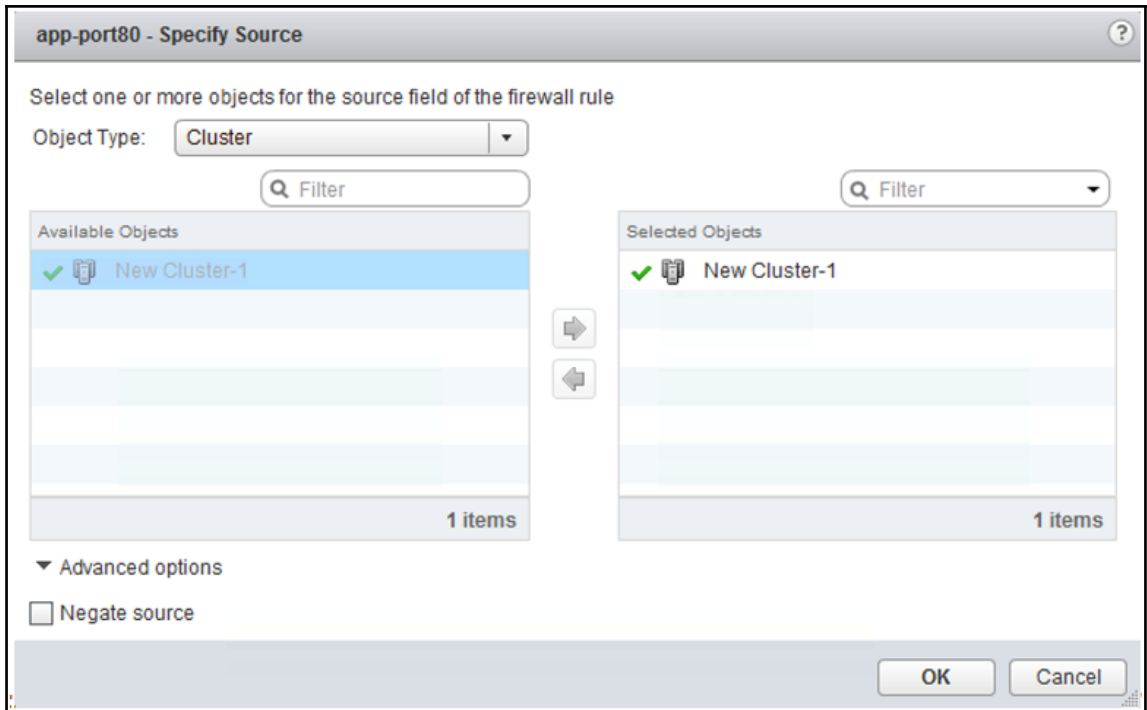 app-port80 - Specify Source
?
Select one or more objects for the source field of the firewall rule
Object Type: Cluster
Filter
Filter
Available Objects
Selected Objects
New Cluster-1
New Cluster-1
1 items
1 items
Advanced options
Negate source
OK
Cancel